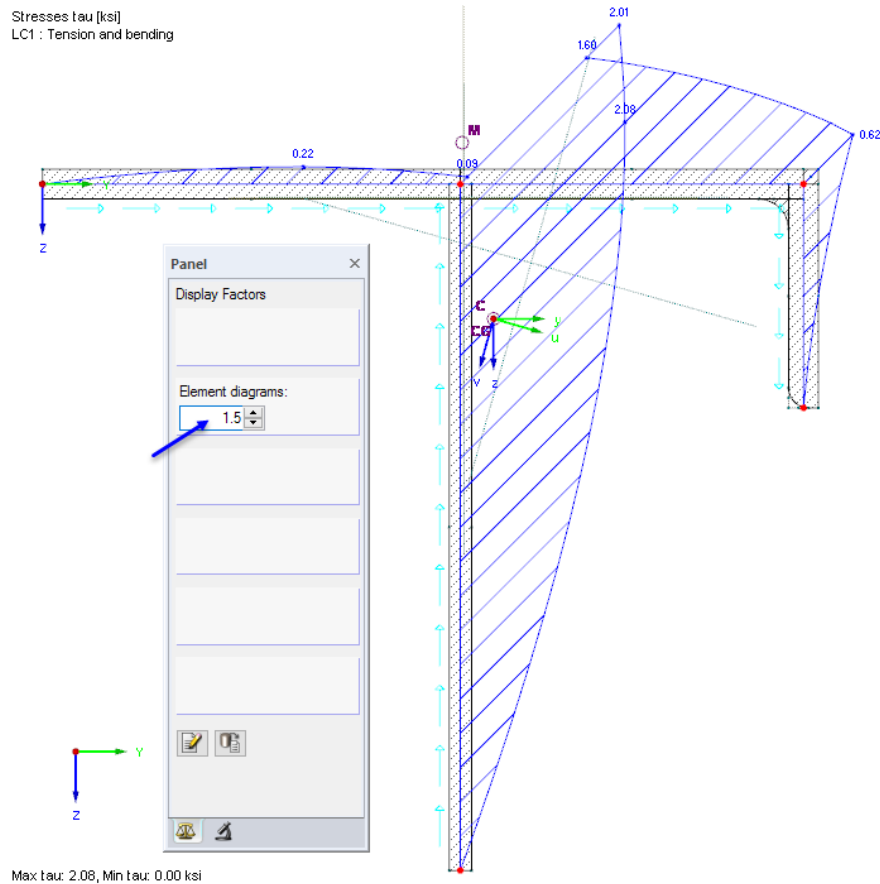 Stresses tau [ksi]
LC1 : Tension and bending
2.01
1.60
2.08
0.62
M
0.22
0.09
Y
Z
Panel
Display Factors
C
CG
y
u
v
z
Element diagrams:
1.5
Y
Z
Max tau: 2.08, Min tau: 0.00 ksi